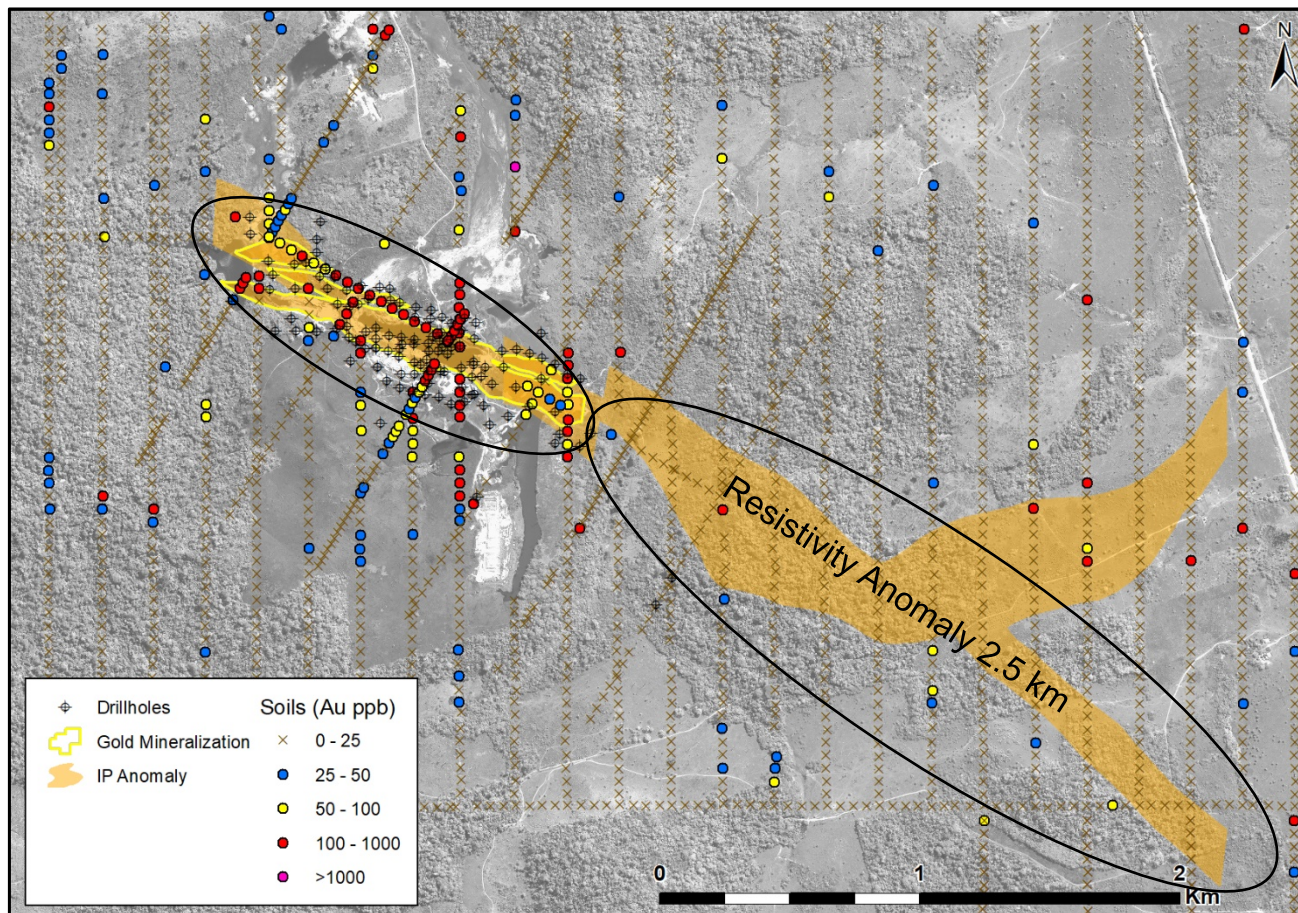 N
Resistivity Anomaly 2.5 km
Drillholes
Gold Mineralization
IP Anomaly
Soils (Au ppb)
0 - 25
25 - 50
50 - 100
100 - 1000
>1000
0 1 2
Km